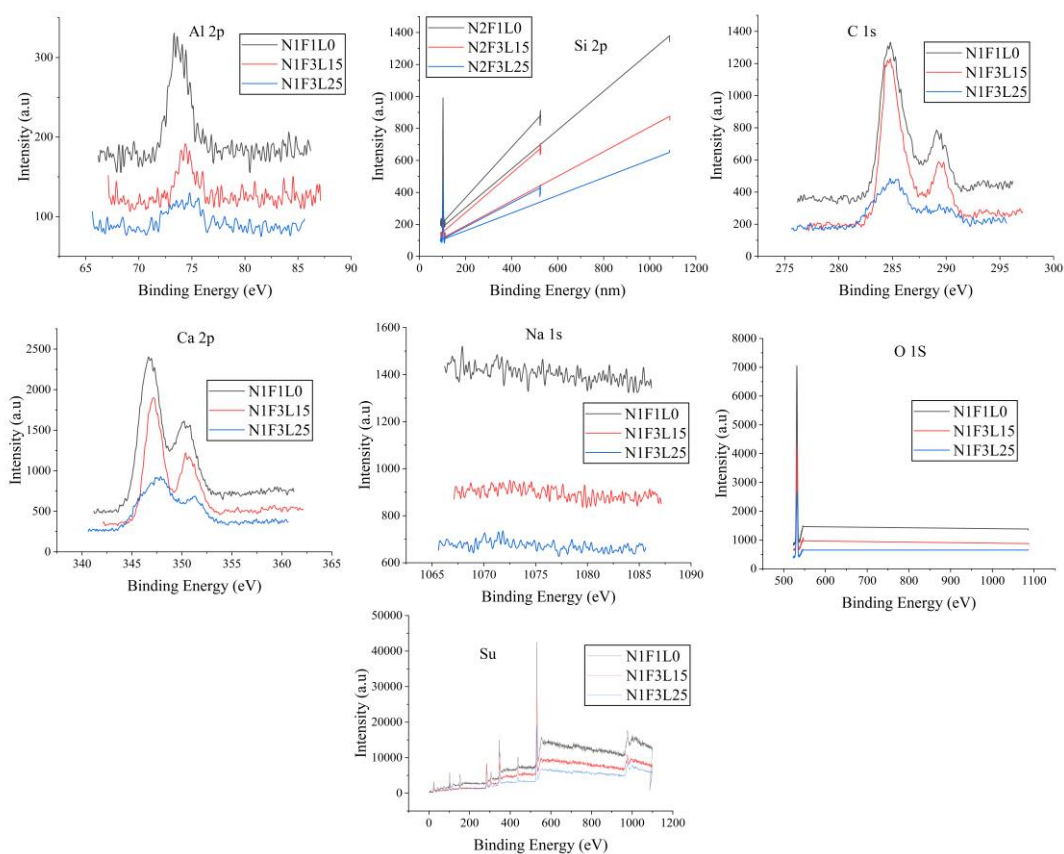 Al 2p
N1F1L0
N1F3L15
N1F3L25
Intensity (a.u)
300
200
100
65 70 75 80 85 90
Binding Energy (eV)
Si 2p
N2F1L0
N2F3L15
N2F3L25
Intensity (a.u)
1400
1200
1000
800
600
400
200
0
0 200 400 600 800 1000 1200
Binding Energy (nm)
C 1s
N1F1L0
N1F3L15
N1F3L25
Intensity (a.u)
1400
1200
1000
800
600
400
200
0
275 280 285 290 295 300
Binding Energy (eV)
Ca 2p
N1F1L0
N1F3L15
N1F3L25
Intensity (a.u)
2500
2000
1500
1000
500
0
340 345 350 355 360 365
Binding Energy (eV)
Na 1s
N1F1L0
N1F3L15
N1F3L25
Intensity (a.u)
1600
1400
1200
1000
800
600
1065 1070 1075 1080 1085 1090
Binding Energy (eV)
O 1S
N1F1L0
N1F3L15
N1F3L25
Intensity (a.u)
8000
7000
6000
5000
4000
3000
2000
1000
0
500 600 700 800 900 1000 1100
Binding Energy (eV)
Su
N1F1L0
N1F3L15
N1F3L25
Intensity (a.u)
50000
40000
30000
20000
10000
0
0 200 400 600 800 1000 1200
Binding Energy (eV)